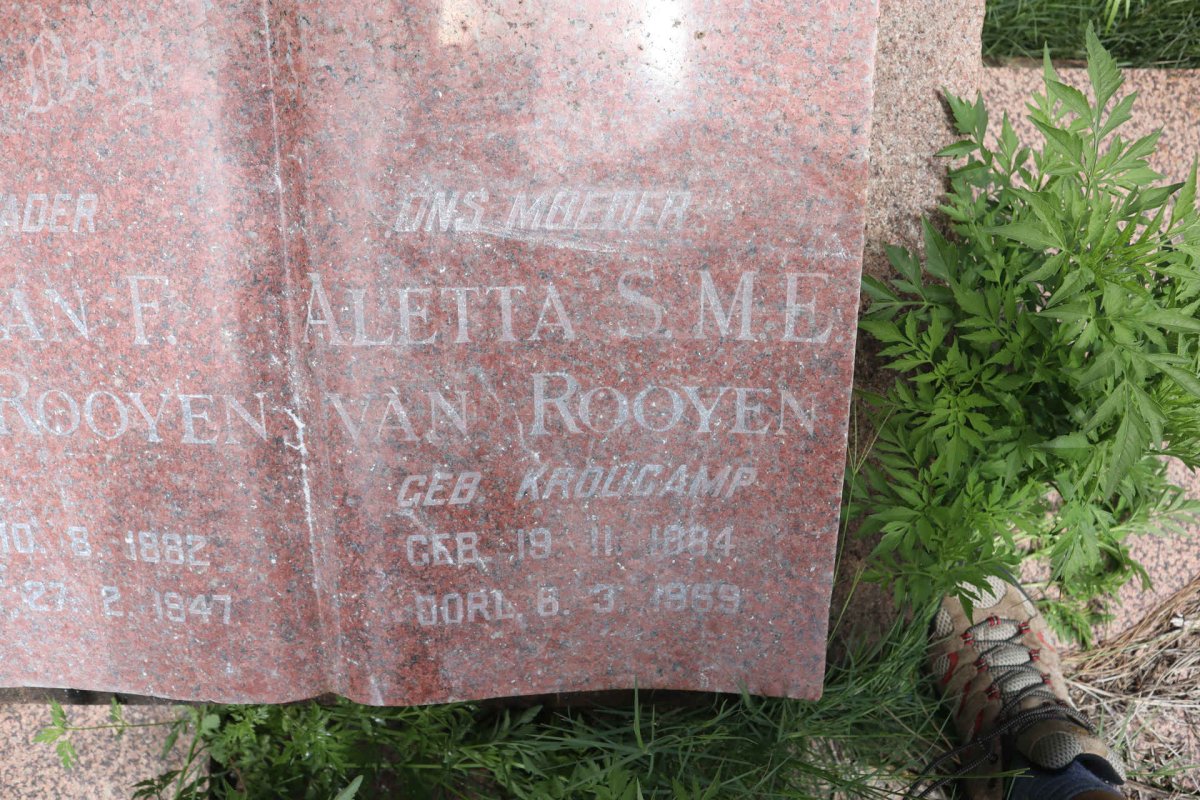 ADER
AN F.
ROOYEN
10. 8. 1882
27. 2. 1947
ONS MOEDER
ALETTA S.M.E.
VAN ROOYEN
GEB. KROUCAMP
GEB. 19. 11. 1884
OORL. 6. 3. 1969